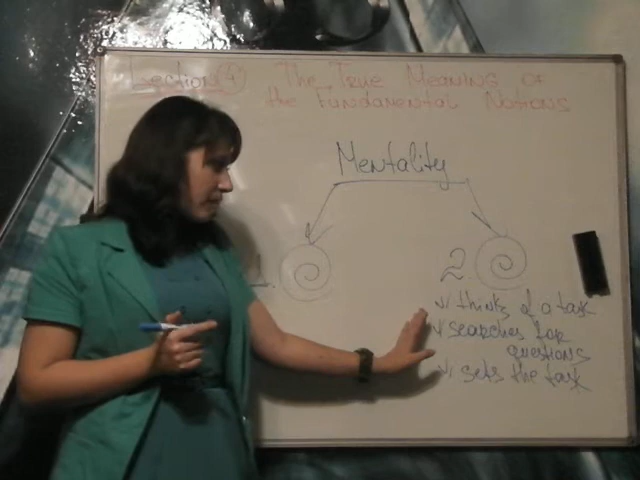 Lection 4 The True Meaning of
the Fundamental Notions
Mentality
1.
2.
thinks of a task
searches for
questions
sets the task